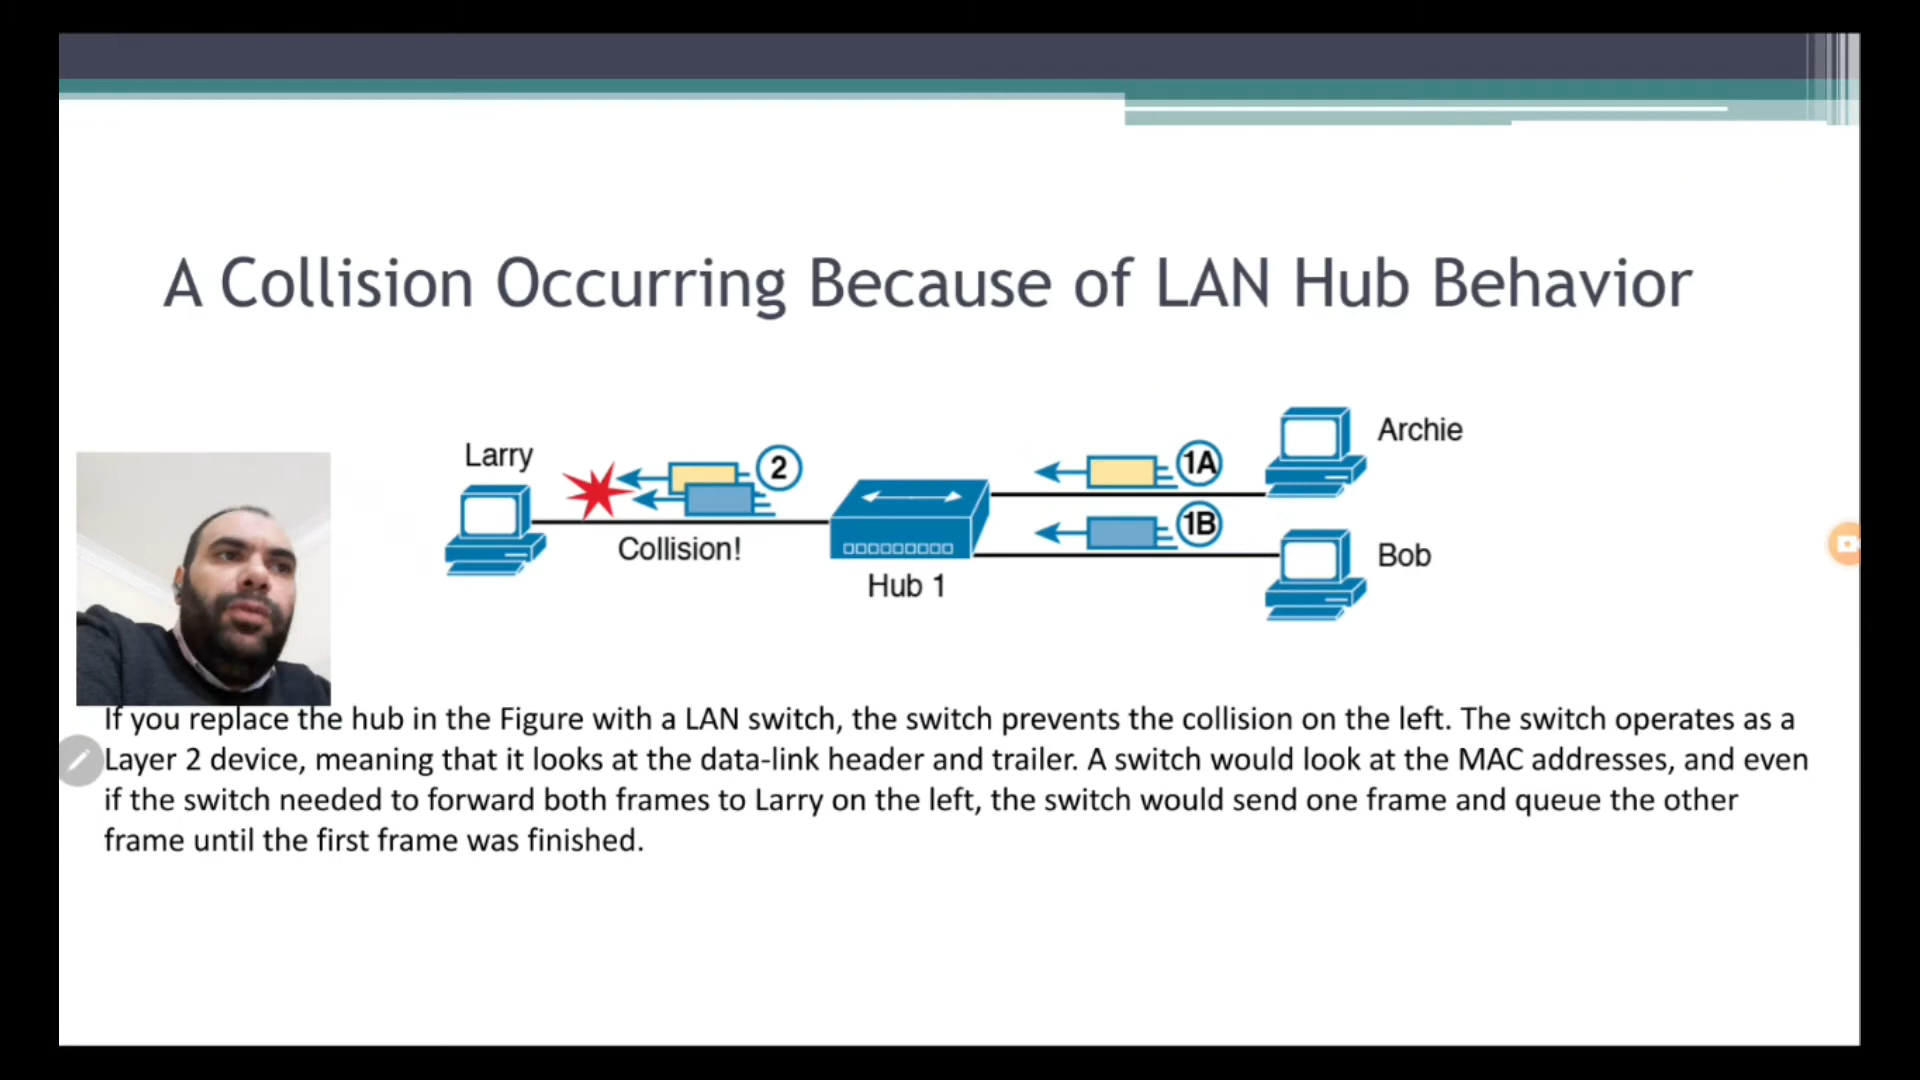 A Collision Occurring Because of LAN Hub Behavior
Larry
2
1A
Archie
Collision!
1B
Bob
Hub 1
If you replace the hub in the Figure with a LAN switch, the switch prevents the collision on the left. The switch operates as a
Layer 2 device, meaning that it looks at the data-link header and trailer. A switch would look at the MAC addresses, and even
if the switch needed to forward both frames to Larry on the left, the switch would send one frame and queue the other
frame until the first frame was finished.